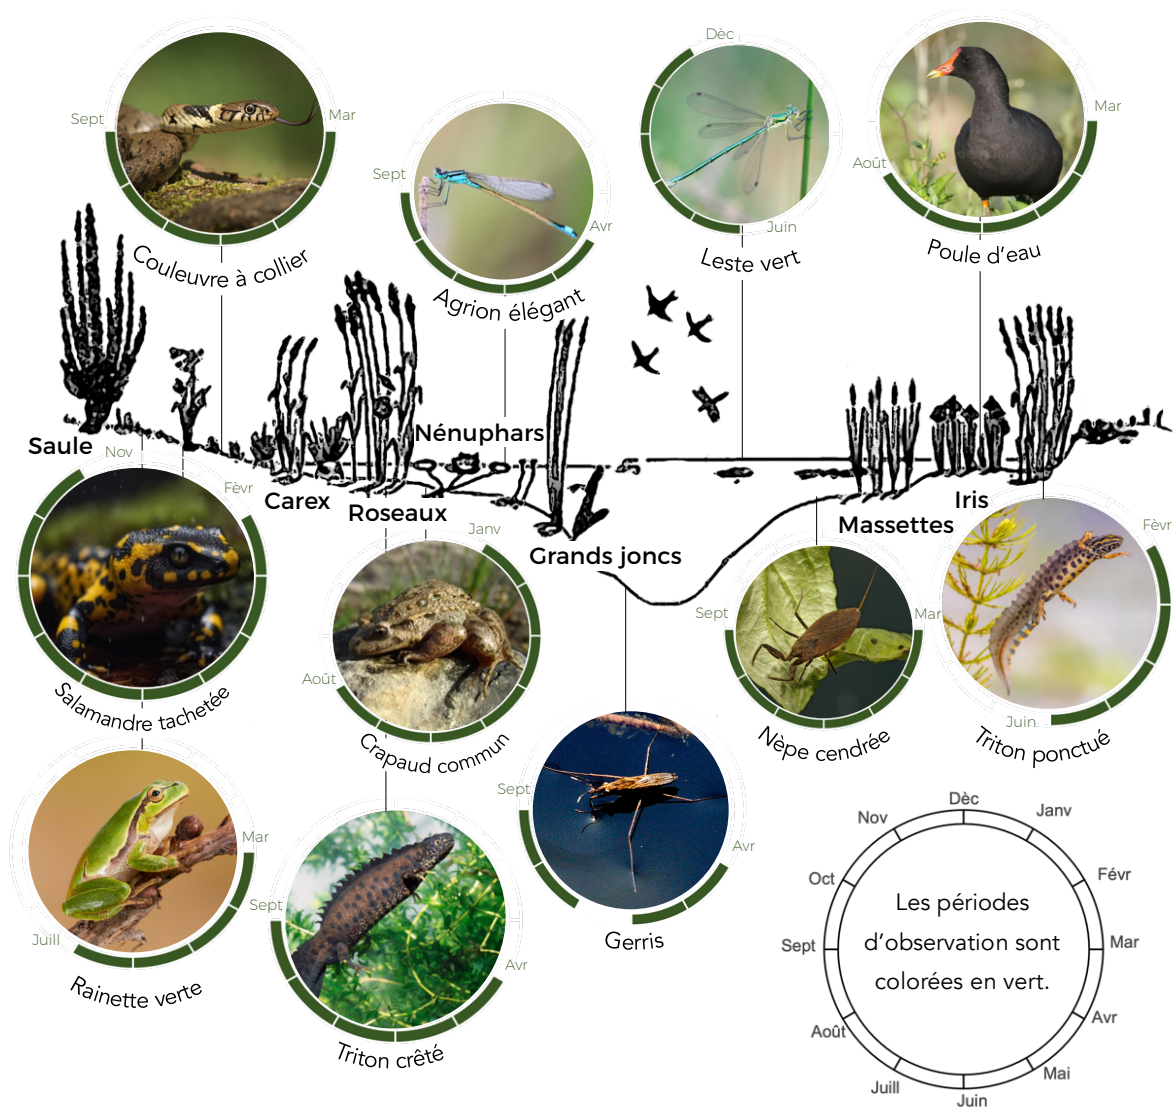 Dèc
Sept
Mar
Couleuvre à collier
Sept
Avr
Agrion élégant
Juin
Leste vert
Mar
Août
Poule d'eau
Saule
Nénuphars
Carex
Roseaux
Grands joncs
Massettes
Iris
Nov
Fèvr
Salamandre tachetée
Janv
Août
Crapaud commun
Sept
Mar
Nèpe cendrée
Fèvr
Juin
Triton ponctué
Mar
Juill
Rainette verte
Sept
Avr
Triton crêté
Sept
Avr
Gerris
Dèc
Janv
Févr
Mar
Avr
Mai
Juin
Juill
Août
Sept
Oct
Nov
Les périodes
d'observation sont
colorées en vert.